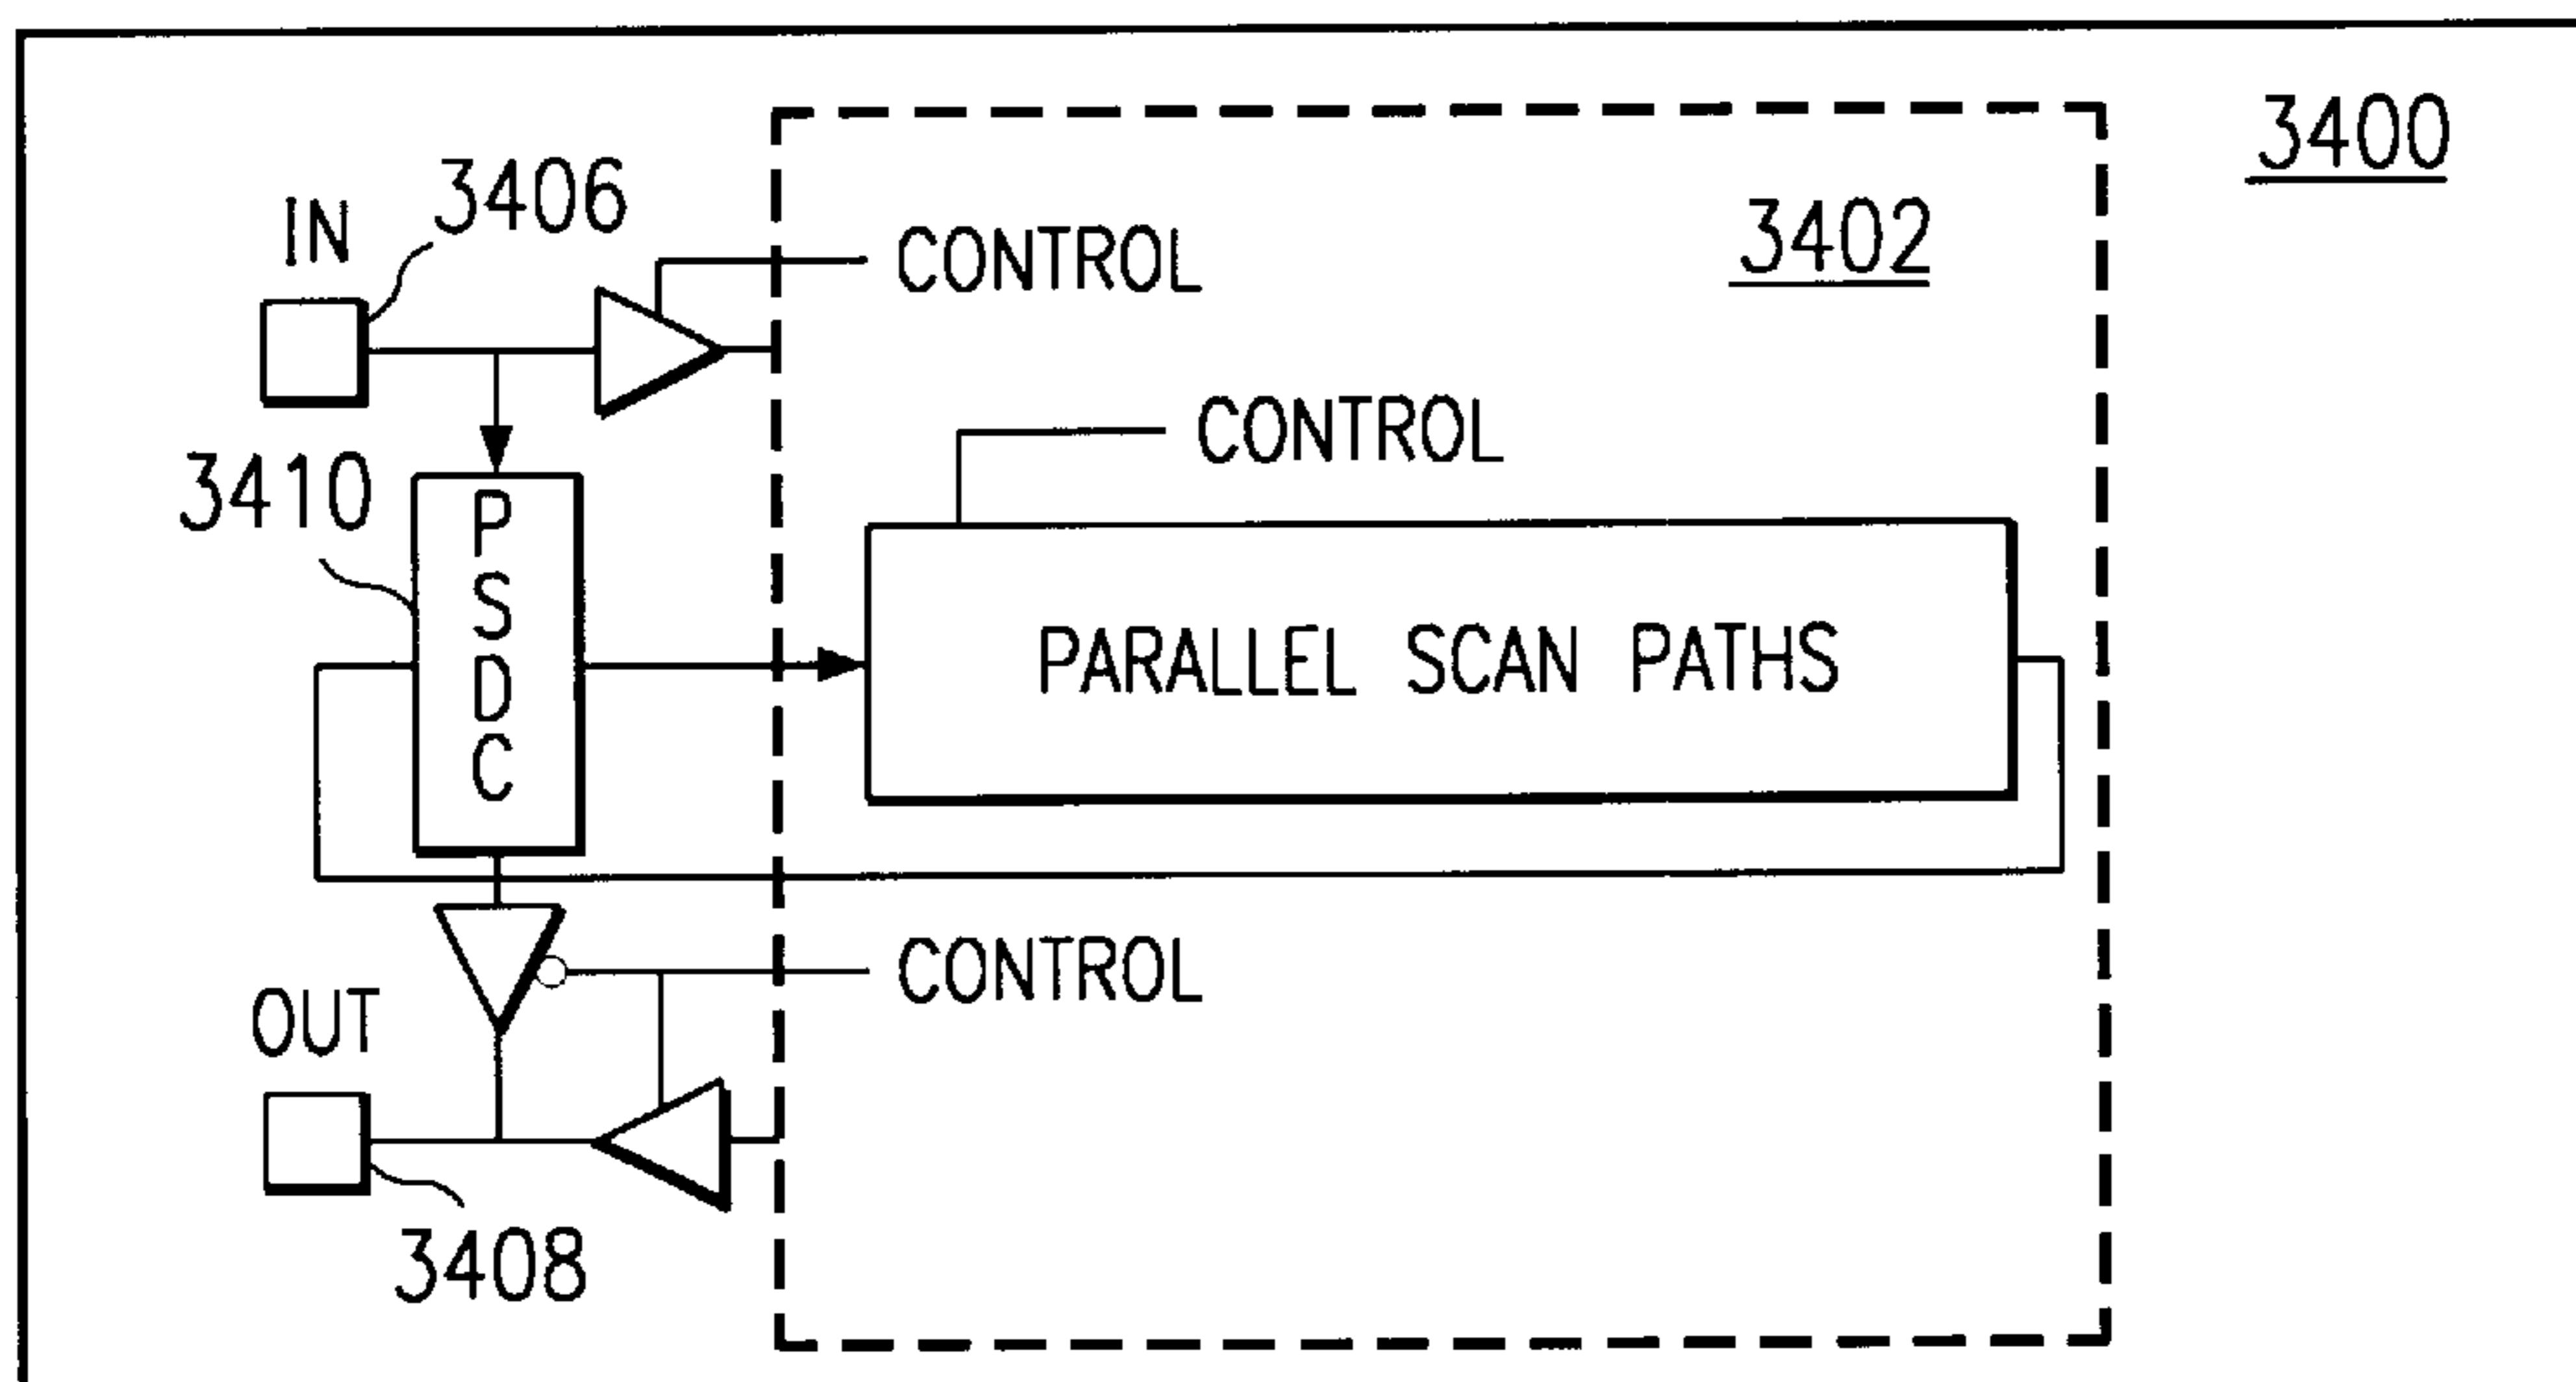 3400
3406
IN
3402
CONTROL
CONTROL
3410
P
S
D
C
PARALLEL SCAN PATHS
CONTROL
OUT
3408